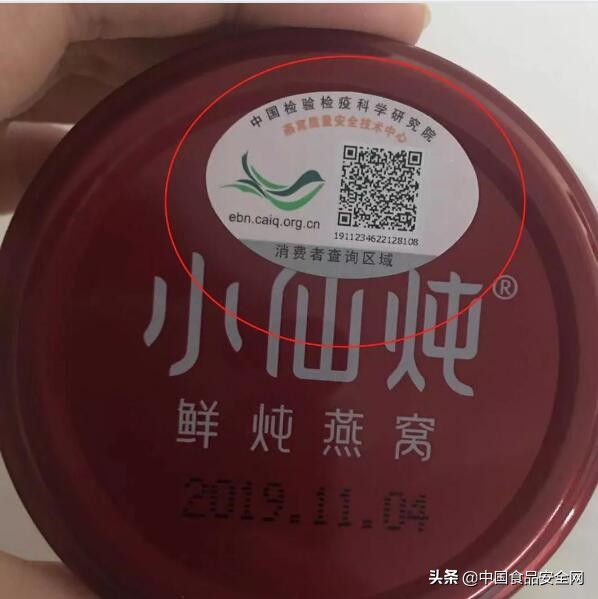 中国检验检疫科学研究院
燕窝质量安全技术中心
ebn.caiq.org.cn
1911234622128108
消费者查询区域
小仙炖®
鲜炖燕窝
2019.11.04
头条 @中国食品安全网